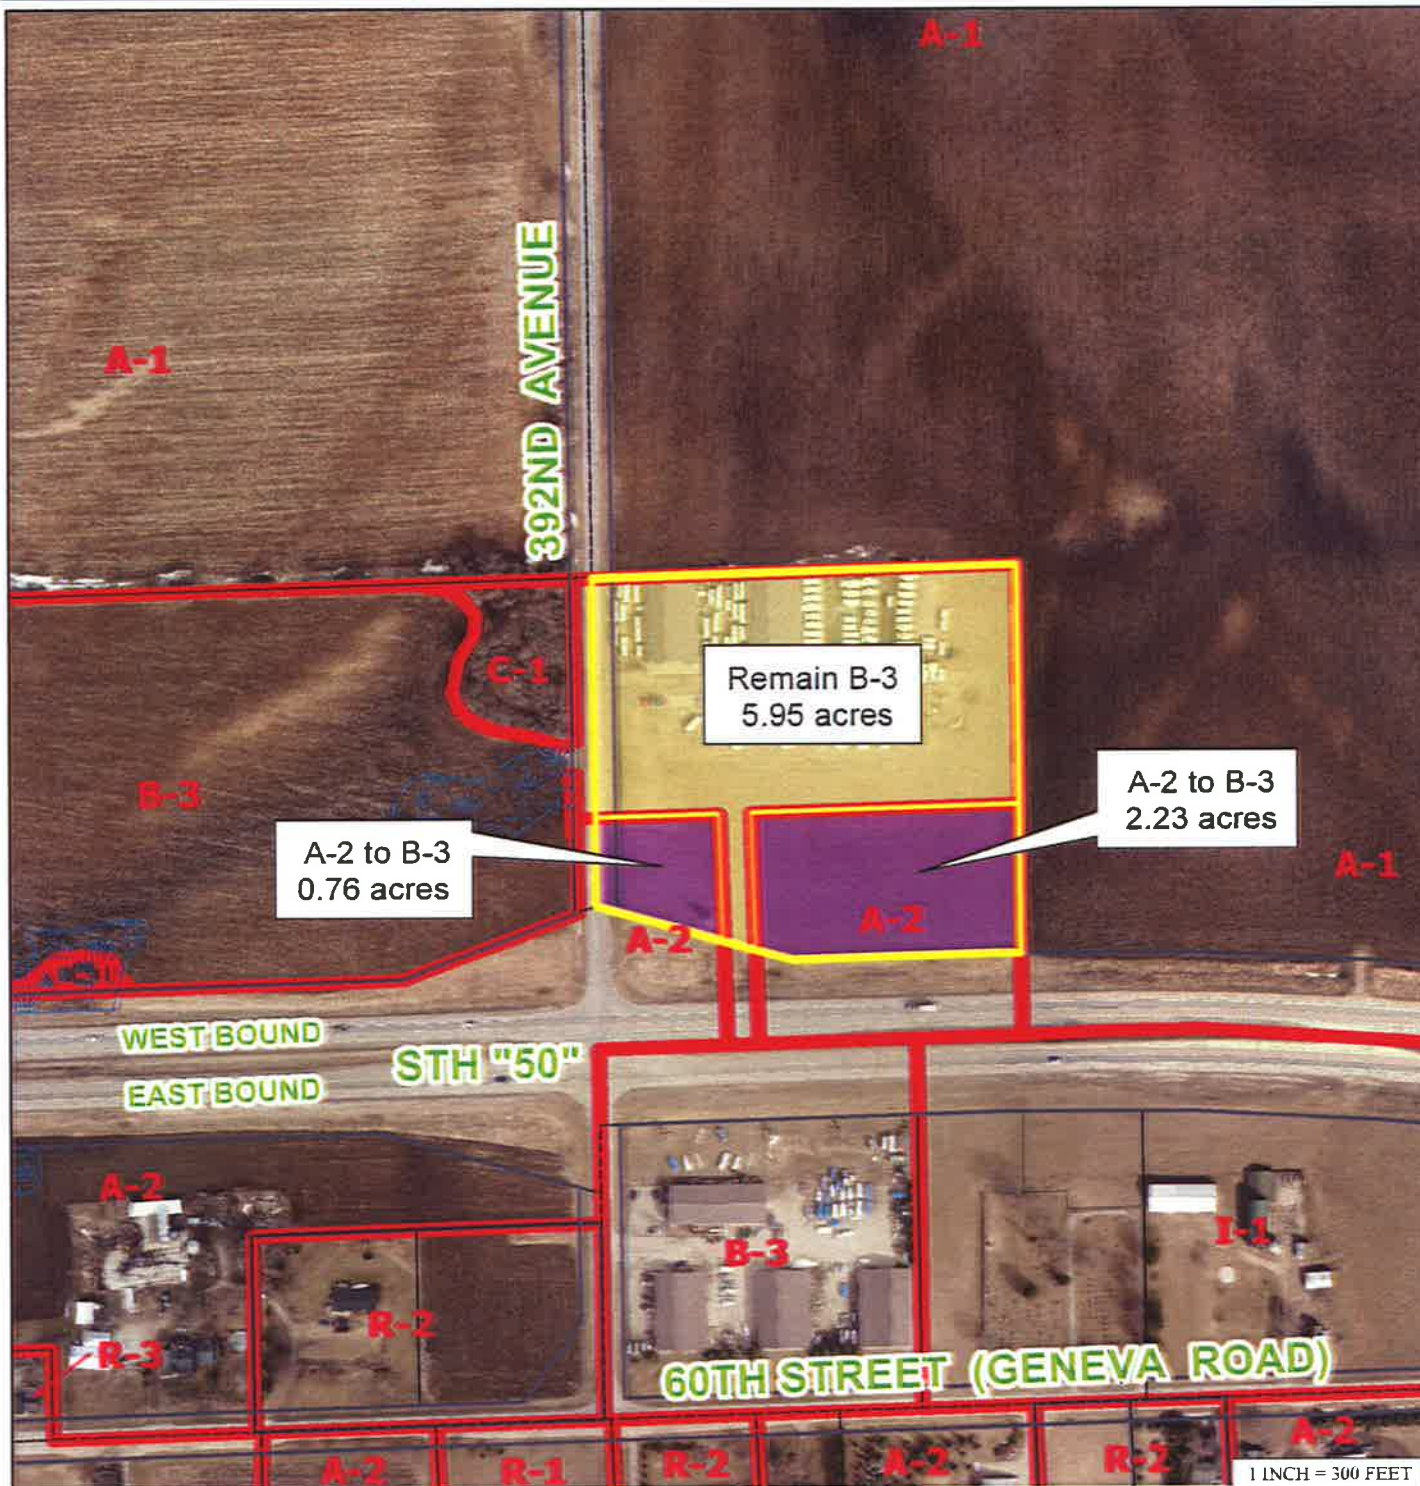 A-1
392ND AVENUE
A-1
C-1
Remain B-3
5.95 acres
B-3
A-2 to B-3
2.23 acres
A-2 to B-3
0.76 acres
A-1
A-2
A-2
WEST BOUND
STH "50"
EAST BOUND
A-2
I-1
B-3
R-2
R-3
60TH STREET (GENEVA ROAD)
A-2
R-1
R-2
A-2
R-2
A-2
1 INCH = 300 FEET